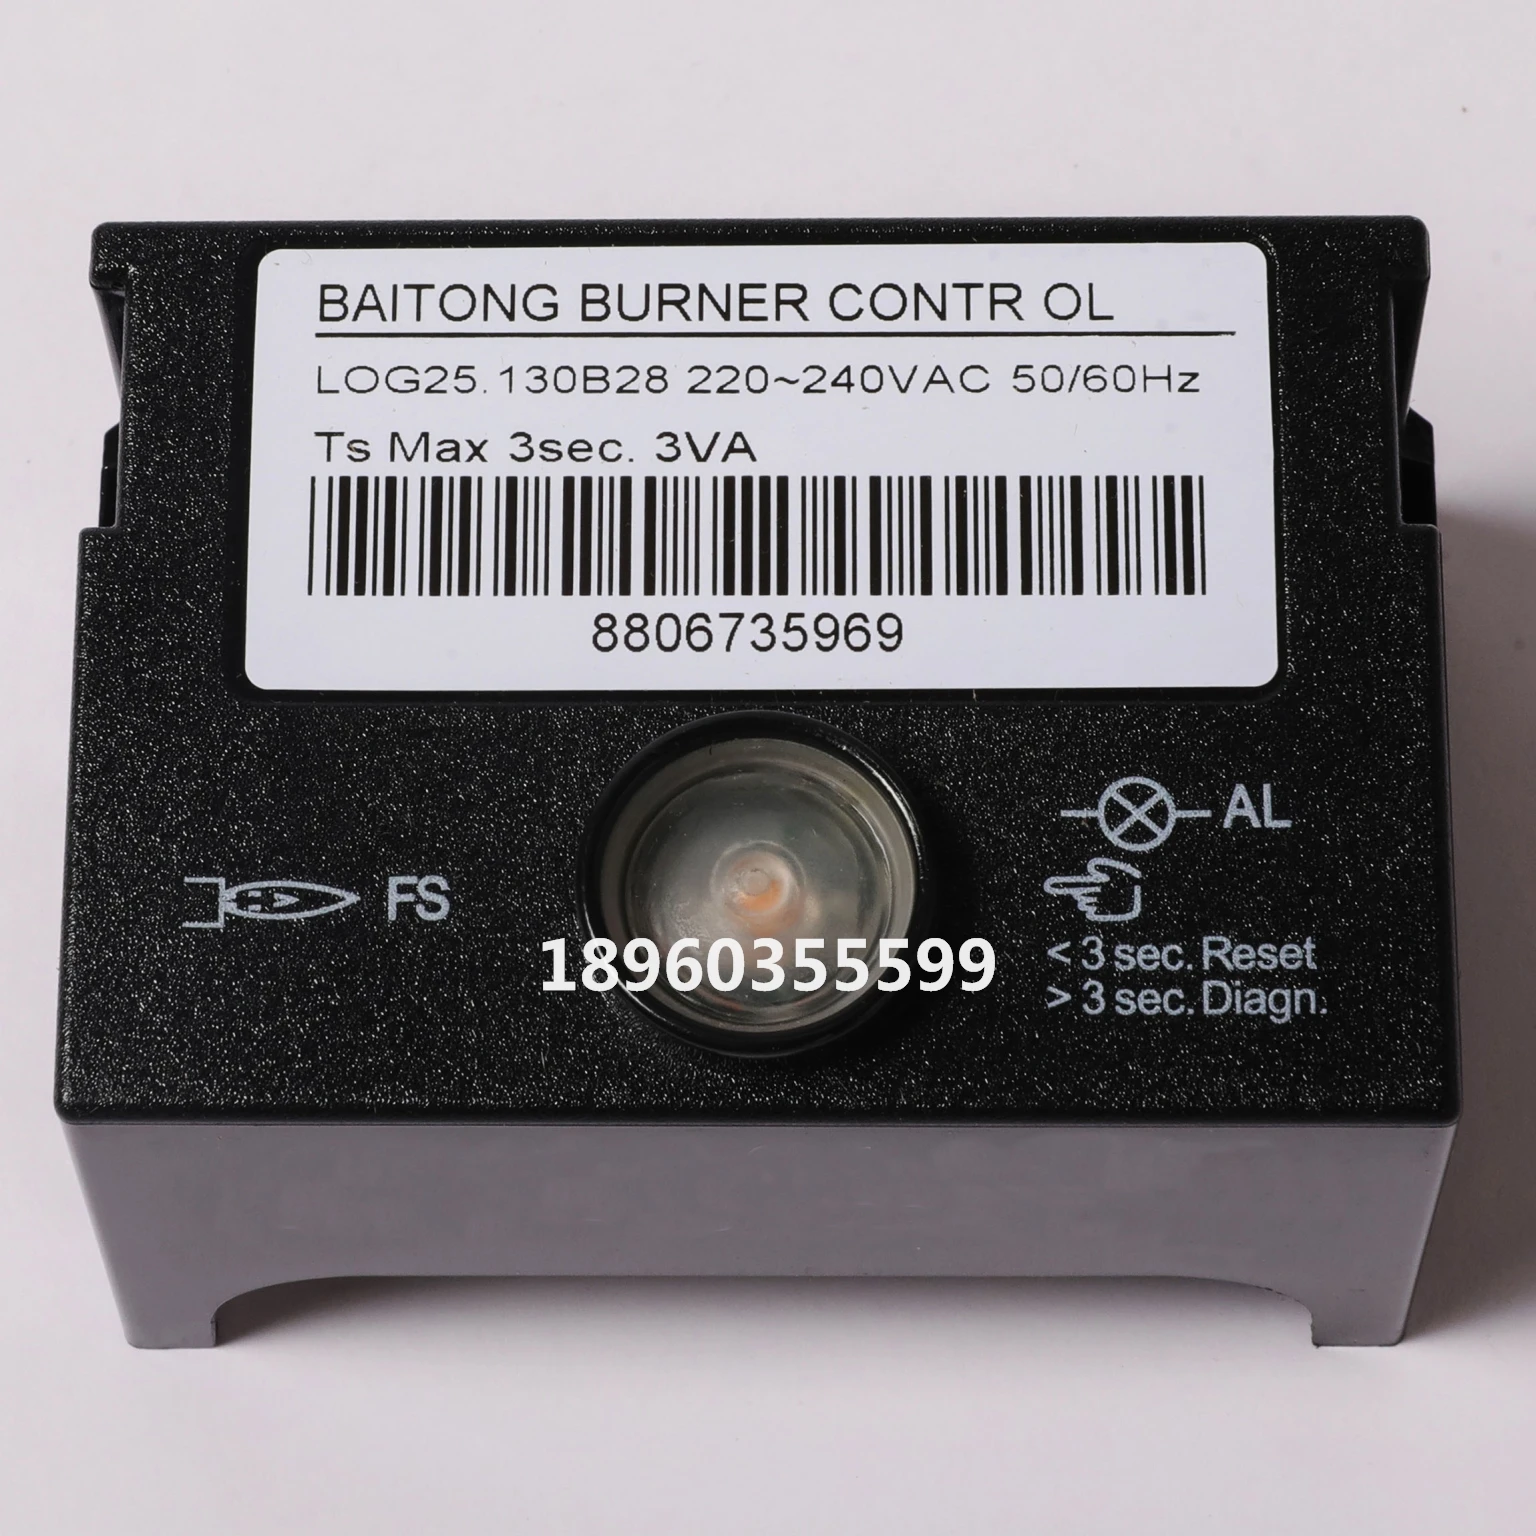 BAITONG BURNER CONTR OL
LOG25.130B28 220~240VAC 50/60Hz
Ts Max 3sec. 3VA
8806735969
AL
FS
18960355599
< 3 sec. Reset
> 3 sec. Diagn.